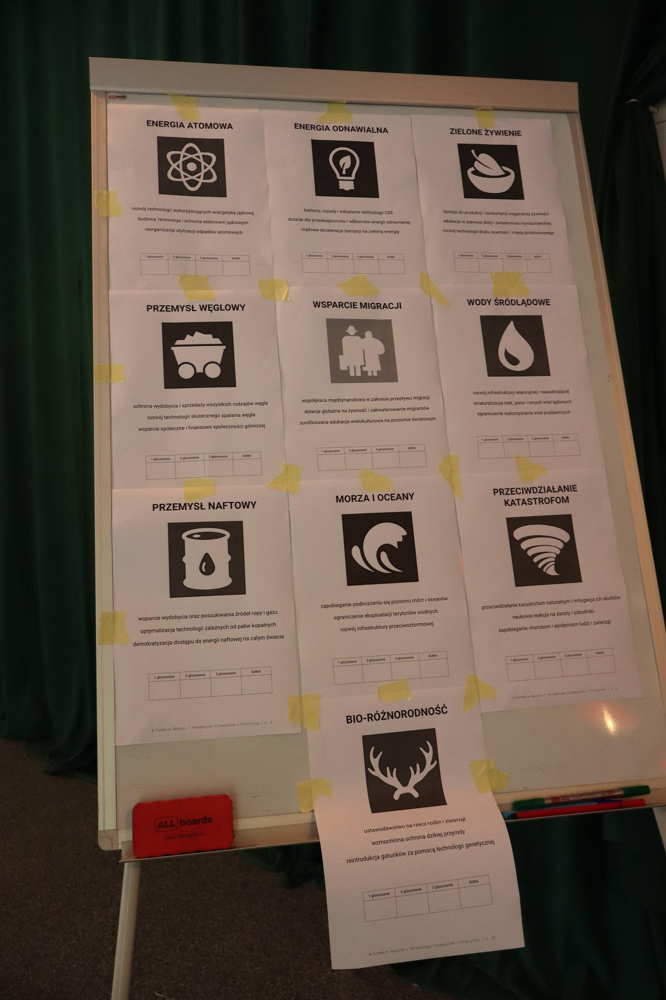 ALL boards
ENERGIA ATOMOWA
rozwój technologii wykorzystujących energetykę jądrową
budowa, renowacja i ochrona elektrowni jądrowych
reorganizacja utylizacji odpadów atomowych
1 głosowanie 2 głosowanie 3 głosowanie SUMA
ENERGIA ODNAWIALNA
badania, rozwój i wdrażanie technologii OZE
dotacje dla przedsiębiorców i odbiorców energii odnawialnej
rządowa akceleracja tranzycji na zieloną energię
1 głosowanie 2 głosowanie 3 głosowanie SUMA
ZIELONE ŻYWIENIE
dotacje do produkcji i konsumpcji wegańskiej żywności
edukacja w zakresie diety i świadomości konsumenckiej
rozwój technologii druku żywności i mięsa probówkowego
1 głosowanie 2 głosowanie 3 głosowanie SUMA
PRZEMYSŁ WĘGLOWY
ochrona wydobycia i sprzedaży wszystkich rodzajów węgla
rozwój technologii skutecznego spalania węgla
wsparcie społeczne i finansowe społeczności górniczej
1 głosowanie 2 głosowanie 3 głosowanie SUMA
WSPARCIE MIGRACJI
współpraca międzynarodowa w zakresie przepływu migracji
dotacje globalne na żywność i zakwaterowanie migrantów
zunifikowana edukacja wielokulturowa na poziomie światowym
1 głosowanie 2 głosowanie 3 głosowanie SUMA
WODY ŚRÓDLĄDOWE
rozwój infrastruktury retencyjnej i nawadniającej
renaturalizacja rzek, jezior i innych wód lądowych
ograniczenie wykorzystania wód podziemnych
1 głosowanie 2 głosowanie 3 głosowanie SUMA
PRZEMYSŁ NAFTOWY
wsparcie wydobycia oraz poszukiwania źródeł ropy i gazu
optymalizacja technologii zależnych od paliw kopalnych
demokratyzacja dostępu do energii naftowej na całym świecie
1 głosowanie 2 głosowanie 3 głosowanie SUMA
© Fundacja Nausika | Perspektywy Klimatyczne | Priorytety | s. 3
MORZA I OCEANY
zapobieganie podnoszeniu się poziomu mórz i oceanów
ograniczenie eksploatacji terytoriów wodnych
rozwój infrastruktury przeciwsztormowej
1 głosowanie 2 głosowanie 3 głosowanie SUMA
PRZECIWDZIAŁANIE
KATASTROFOM
przeciwdziałanie katastrofom naturalnym i mitygacja ich skutków
naukowa reakcja na zarazy i szkodniki
zapobieganie chorobom i epidemiom ludzi i zwierząt
1 głosowanie 2 głosowanie 3 głosowanie SUMA
© Fundacja Nausika | Perspektywy Klimatyczne | Priorytety | s.
BIO-RÓŻNORODNOŚĆ
ustawodawstwo na rzecz roślin i zwierząt
wzmocniona ochrona dzikiej przyrody
reintrodukcja gatunków za pomocą technologii genetycznej
1 głosowanie 2 głosowanie 3 głosowanie SUMA
© Fundacja Nausika | Perspektywy Klimatyczne | Priorytety | s. 10
ALL boards
www.allboards.eu